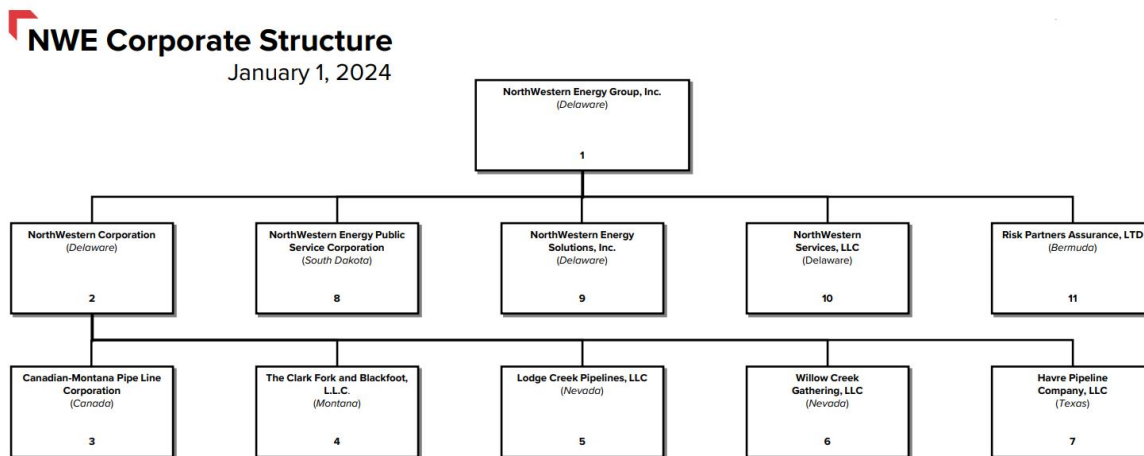 NWE Corporate Structure
January 1, 2024
NorthWestern Energy Group, Inc.
(Delaware)
1
NorthWestern Corporation
(Delaware)
2
NorthWestern Energy Public
Service Corporation
(South Dakota)
8
NorthWestern Energy
Solutions, Inc.
(Delaware)
9
NorthWestern
Services, LLC
(Delaware)
10
Risk Partners Assurance, LTD
(Bermuda)
11
Canadian-Montana Pipe Line
Corporation
(Canada)
3
The Clark Fork and Blackfoot,
L.L.C.
(Montana)
4
Lodge Creek Pipelines, LLC
(Nevada)
5
Willow Creek
Gathering, LLC
(Nevada)
6
Havre Pipeline
Company, LLC
(Texas)
7